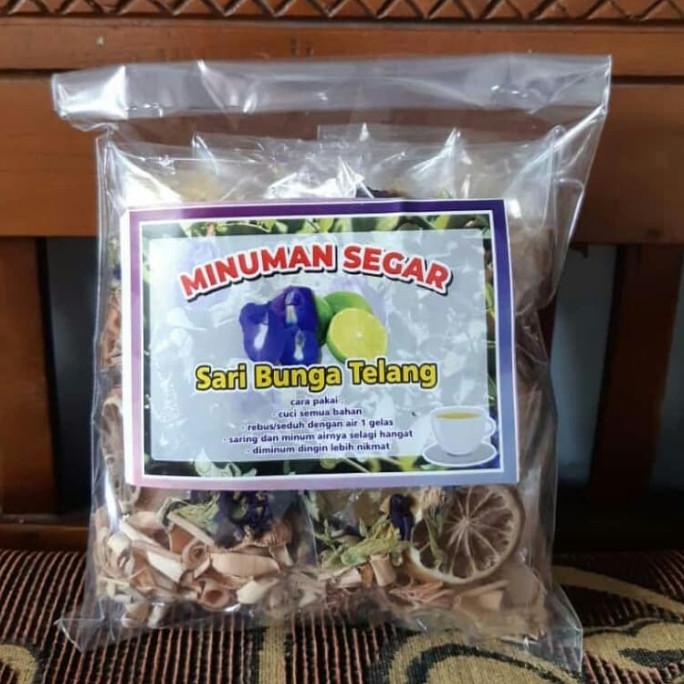 MINUMAN SEGAR
Sari Bunga Telang
cara pakai :
- cuci semua bahan
- rebus/seduh dengan air 1 gelas
- saring dan minum airnya selagi hangat
- diminum dingin lebih nikmat